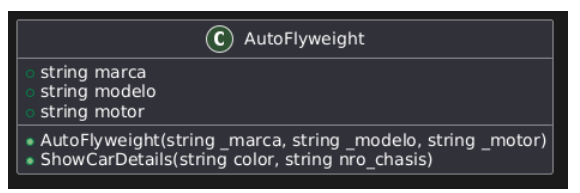 C AutoFlyweight
string marca
string modelo
string motor
AutoFlyweight(string _marca, string _modelo, string _motor)
ShowCarDetails(string color, string nro_chasis)